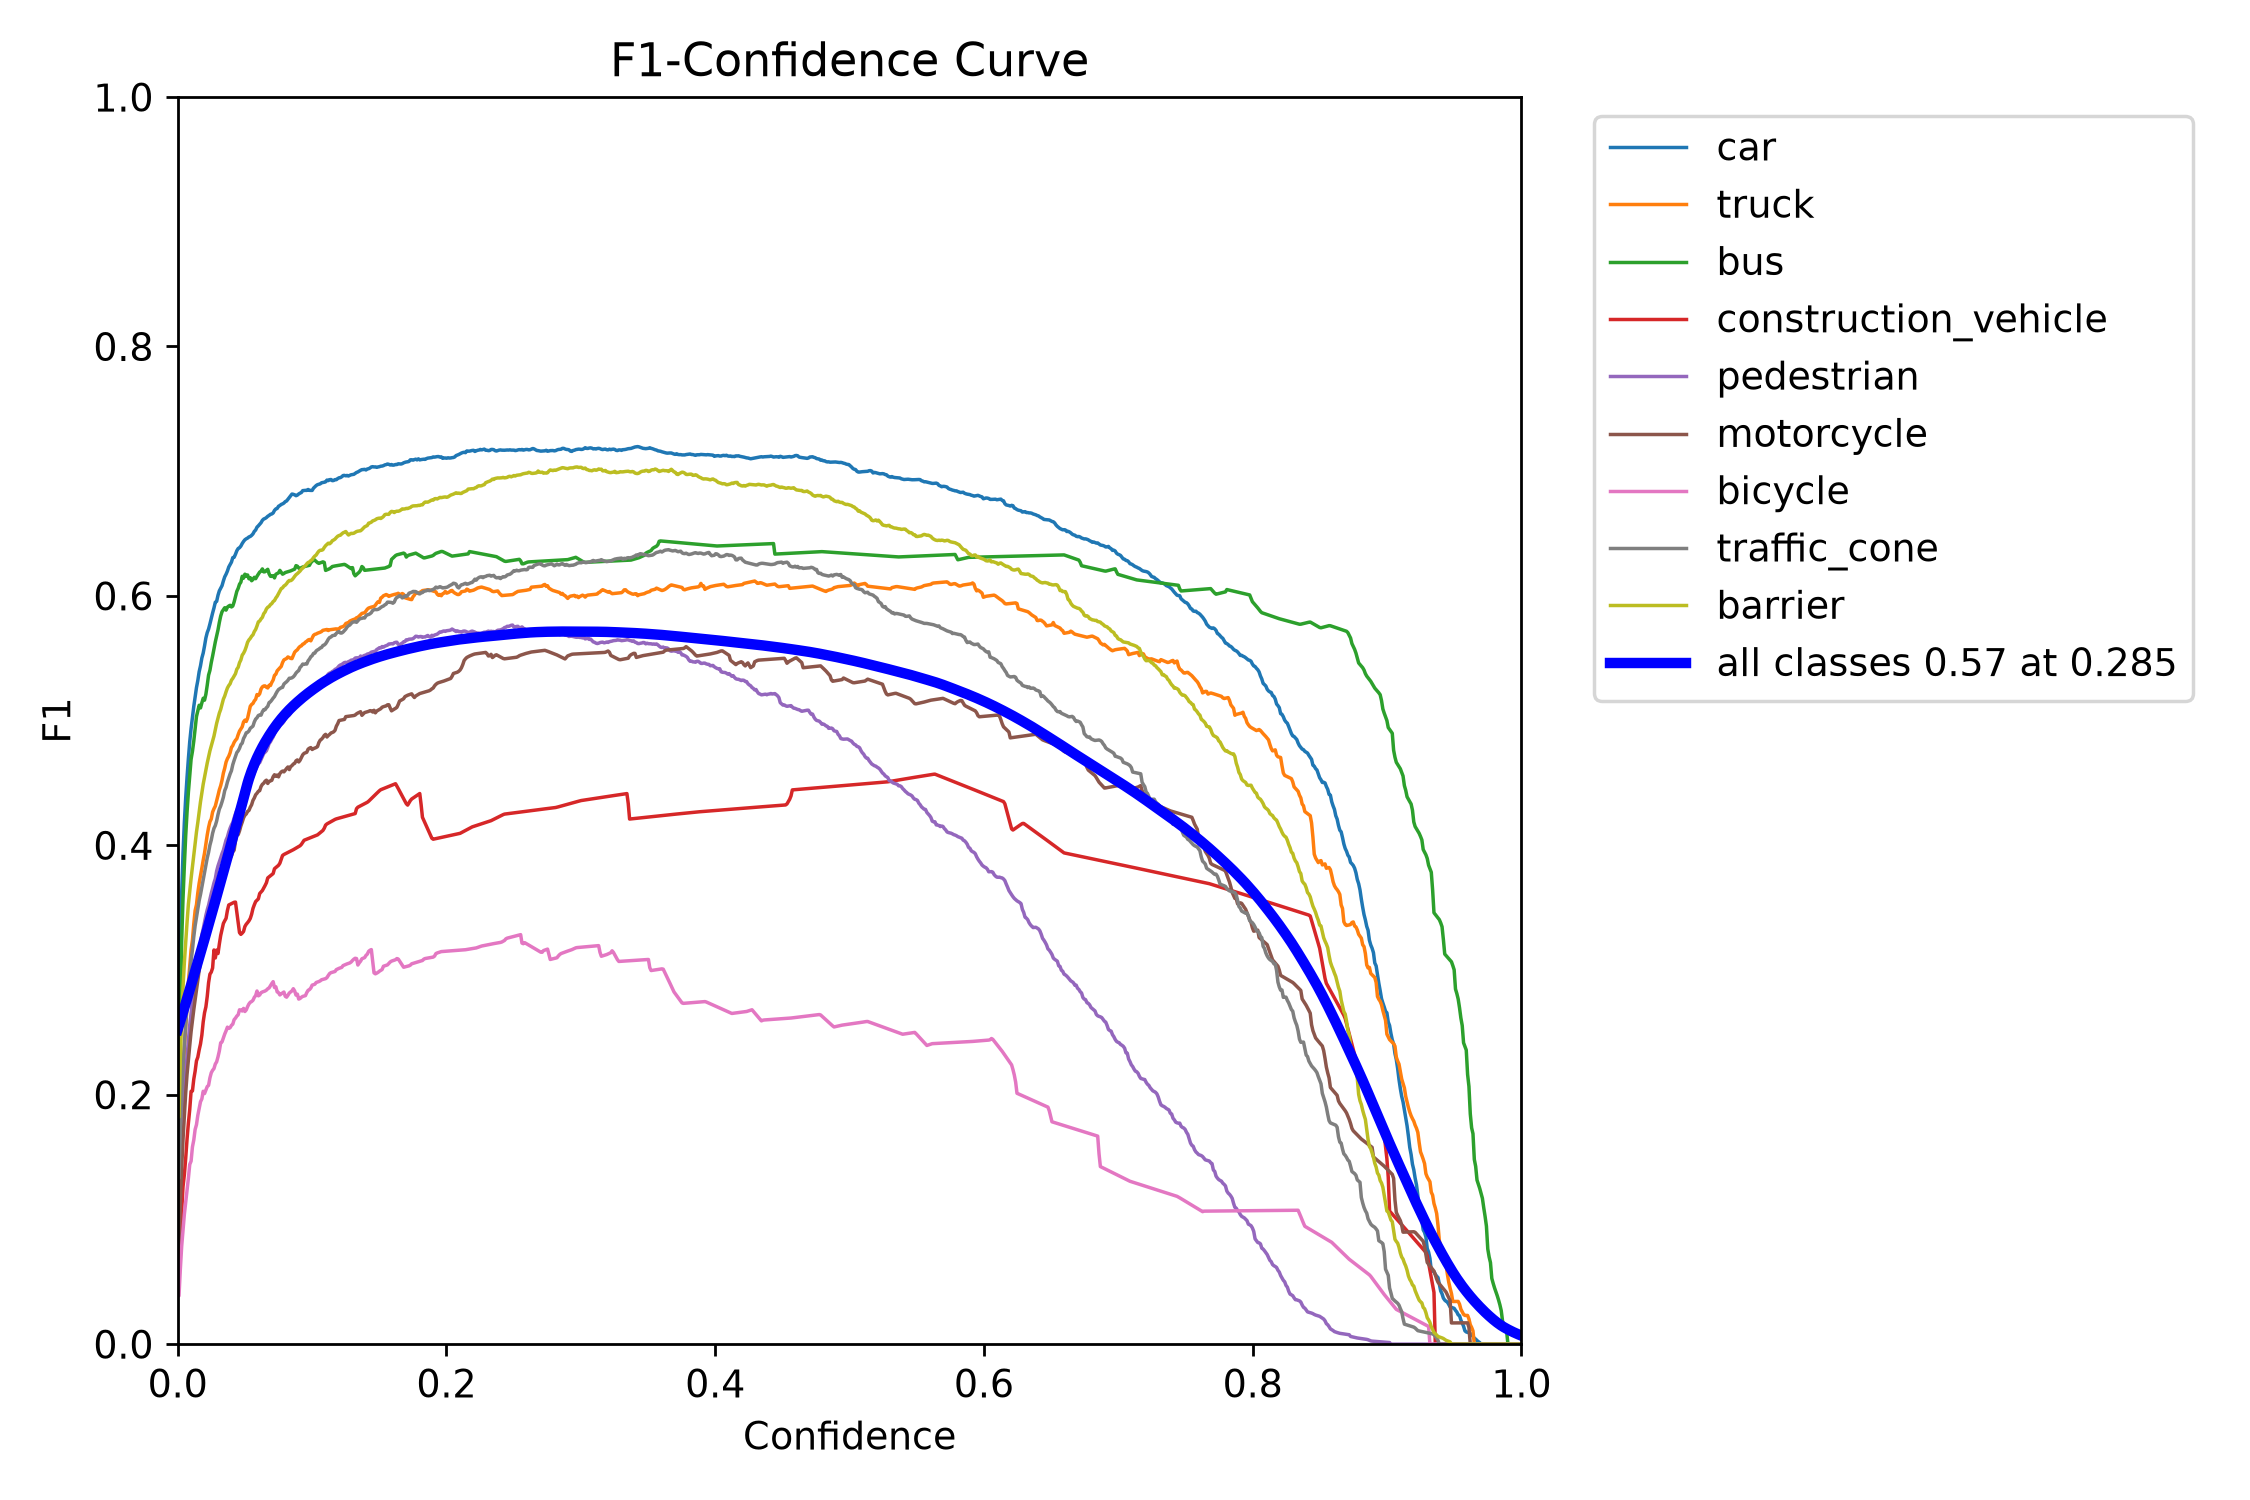 F1-Confidence Curve
1.0
0.8
0.6
0.4
0.2
0.0
F1
0.0 0.2 0.4 0.6 0.8 1.0
Confidence
car
truck
bus
construction_vehicle
pedestrian
motorcycle
bicycle
traffic_cone
barrier
all classes 0.57 at 0.285